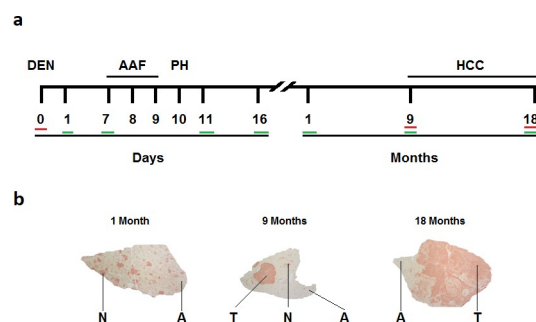 a
DEN AAF PH HCC
0 1 7 8 9 10 11 16 1 9 18
Days Months
b
1 Month 9 Months 18 Months
N A T N A A T